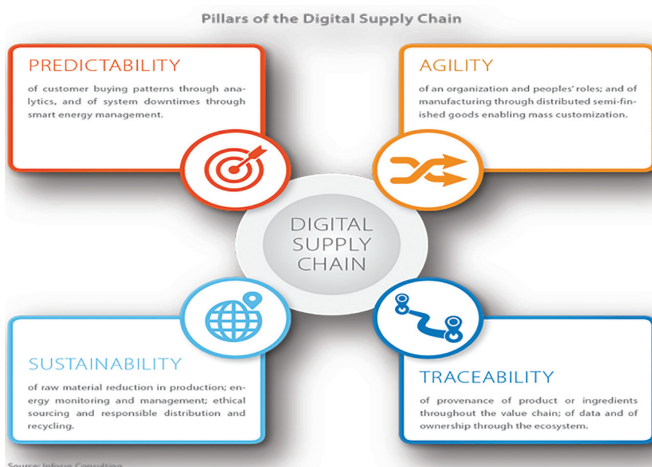 Pillars of the Digital Supply Chain
PREDICTABILITY
of customer buying patterns through ana-
lytics, and of system downtimes through
smart energy management.
AGILITY
of an organization and peoples' roles; and of
manufacturing through distributed semi-fin-
ished goods enabling mass customization.
DIGITAL
SUPPLY
CHAIN
SUSTAINABILITY
of raw material reduction in production; en-
ergy monitoring and management; ethical
sourcing and responsible distribution and
recycling.
TRACEABILITY
of provenance of product or ingredients
throughout the value chain; of data and of
ownership through the ecosystem.
Source: Infosys Consulting